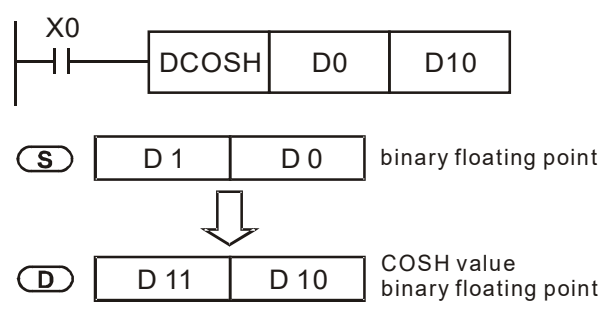 X0
DCOSH D0 D10
S D 1 D 0 binary floating point
COSH value
D D 11 D 10 binary floating point